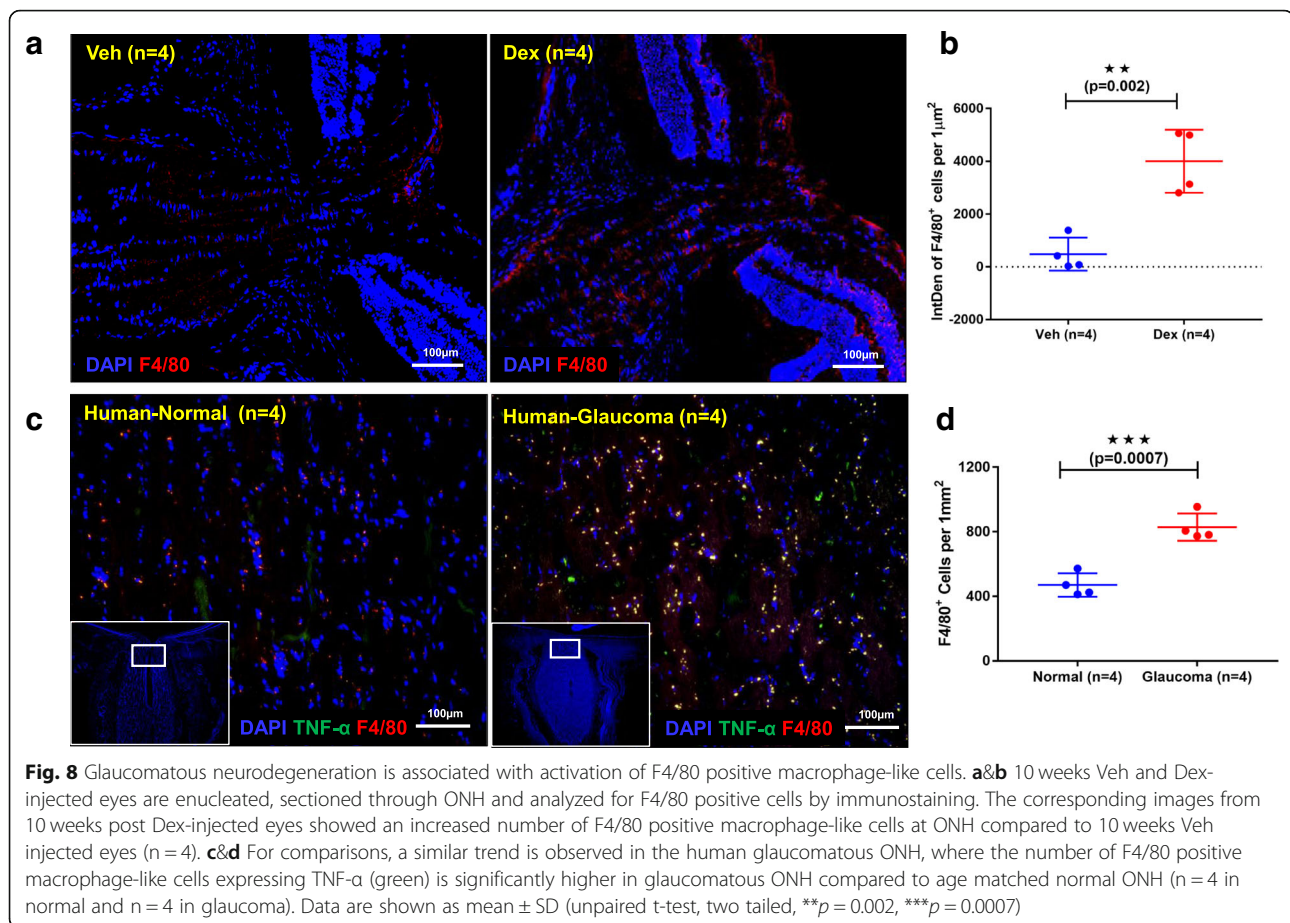 a
Veh (n=4)
DAPI F4/80
100µm
Dex (n=4)
DAPI F4/80
100µm
b
★★
(p=0.002)
IntDen of F4/80⁺ cells per 1µm²
6000
4000
2000
0
-2000
Veh (n=4)
Dex (n=4)
c
Human-Normal (n=4)
DAPI TNF-α F4/80
100µm
Human-Glaucoma (n=4)
DAPI TNF-α F4/80
100µm
d
★★★
(p=0.0007)
F4/80⁺ Cells per 1mm²
1200
800
400
0
Normal (n=4)
Glaucoma (n=4)
Fig. 8 Glaucomatous neurodegeneration is associated with activation of F4/80 positive macrophage-like cells. a&b 10 weeks Veh and Dex-
injected eyes are enucleated, sectioned through ONH and analyzed for F4/80 positive cells by immunostaining. The corresponding images from
10 weeks post Dex-injected eyes showed an increased number of F4/80 positive macrophage-like cells at ONH compared to 10 weeks Veh
injected eyes (n = 4). c&d For comparisons, a similar trend is observed in the human glaucomatous ONH, where the number of F4/80 positive
macrophage-like cells expressing TNF-α (green) is significantly higher in glaucomatous ONH compared to age matched normal ONH (n = 4 in
normal and n = 4 in glaucoma). Data are shown as mean ± SD (unpaired t-test, two tailed, **p = 0.002, ***p = 0.0007)